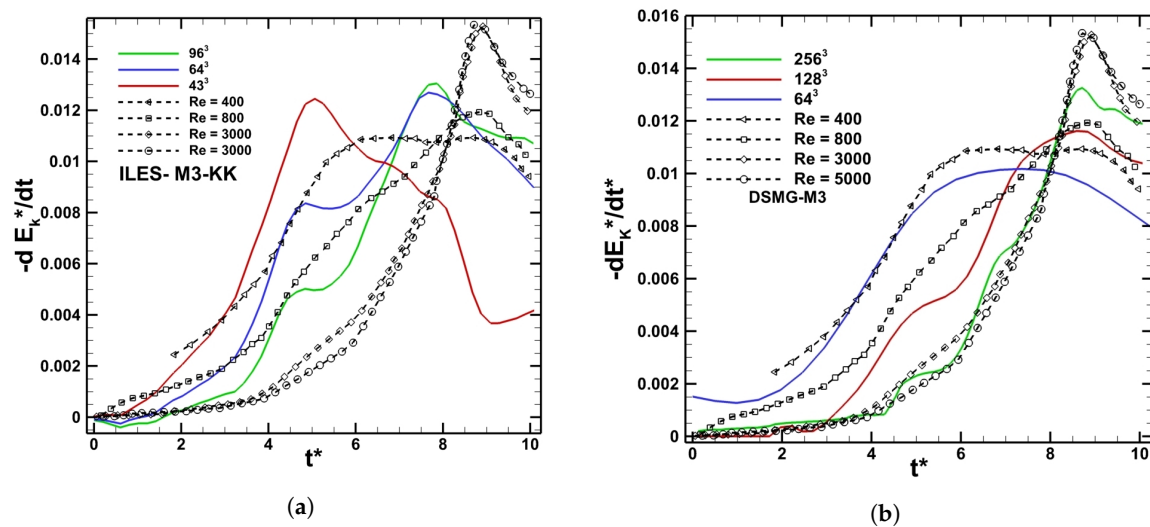 0.014
0.012
0.01
0.008
0.006
0.004
0.002
0
-d E_k*/dt
96³
64³
43³
Re = 400
Re = 800
Re = 3000
Re = 3000
ILES- M3-KK
0 2 4 6 8 10
t*
(a)
0.016
0.014
0.012
0.01
0.008
0.006
0.004
0.002
0
-dE_K*/dt*
256³
128³
64³
Re = 400
Re = 800
Re = 3000
Re = 5000
DSMG-M3
0 2 4 6 8 10
t*
(b)